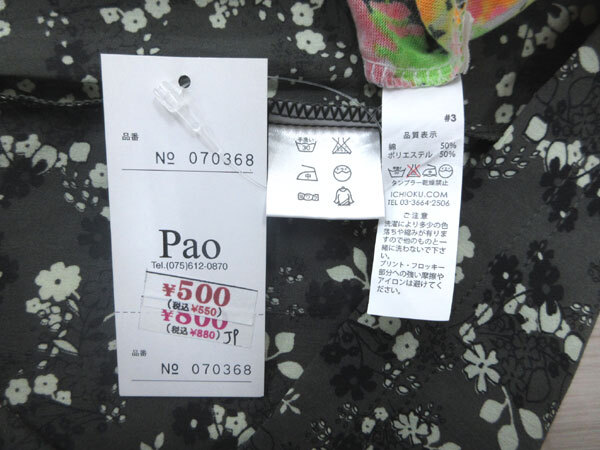 品番
No 070368
Pao
Tel.(075)612-0870
¥500
(税込 ¥550)
¥800
(税込 ¥880)
JP
品番
No 070368
手洗い
30
#3
品質表示
綿 50%
ポリエステル 50%
タンブラー乾燥禁止
ICHIOKU.COM
TEL 03-3664-2506
ご注意
洗濯により多少の色
落ちや縮みが有りま
すので他のものと一
緒に洗わないで下さ
い。
プリント・フロッキー
部分への強い摩擦や
アイロンは避けてく
ださい。